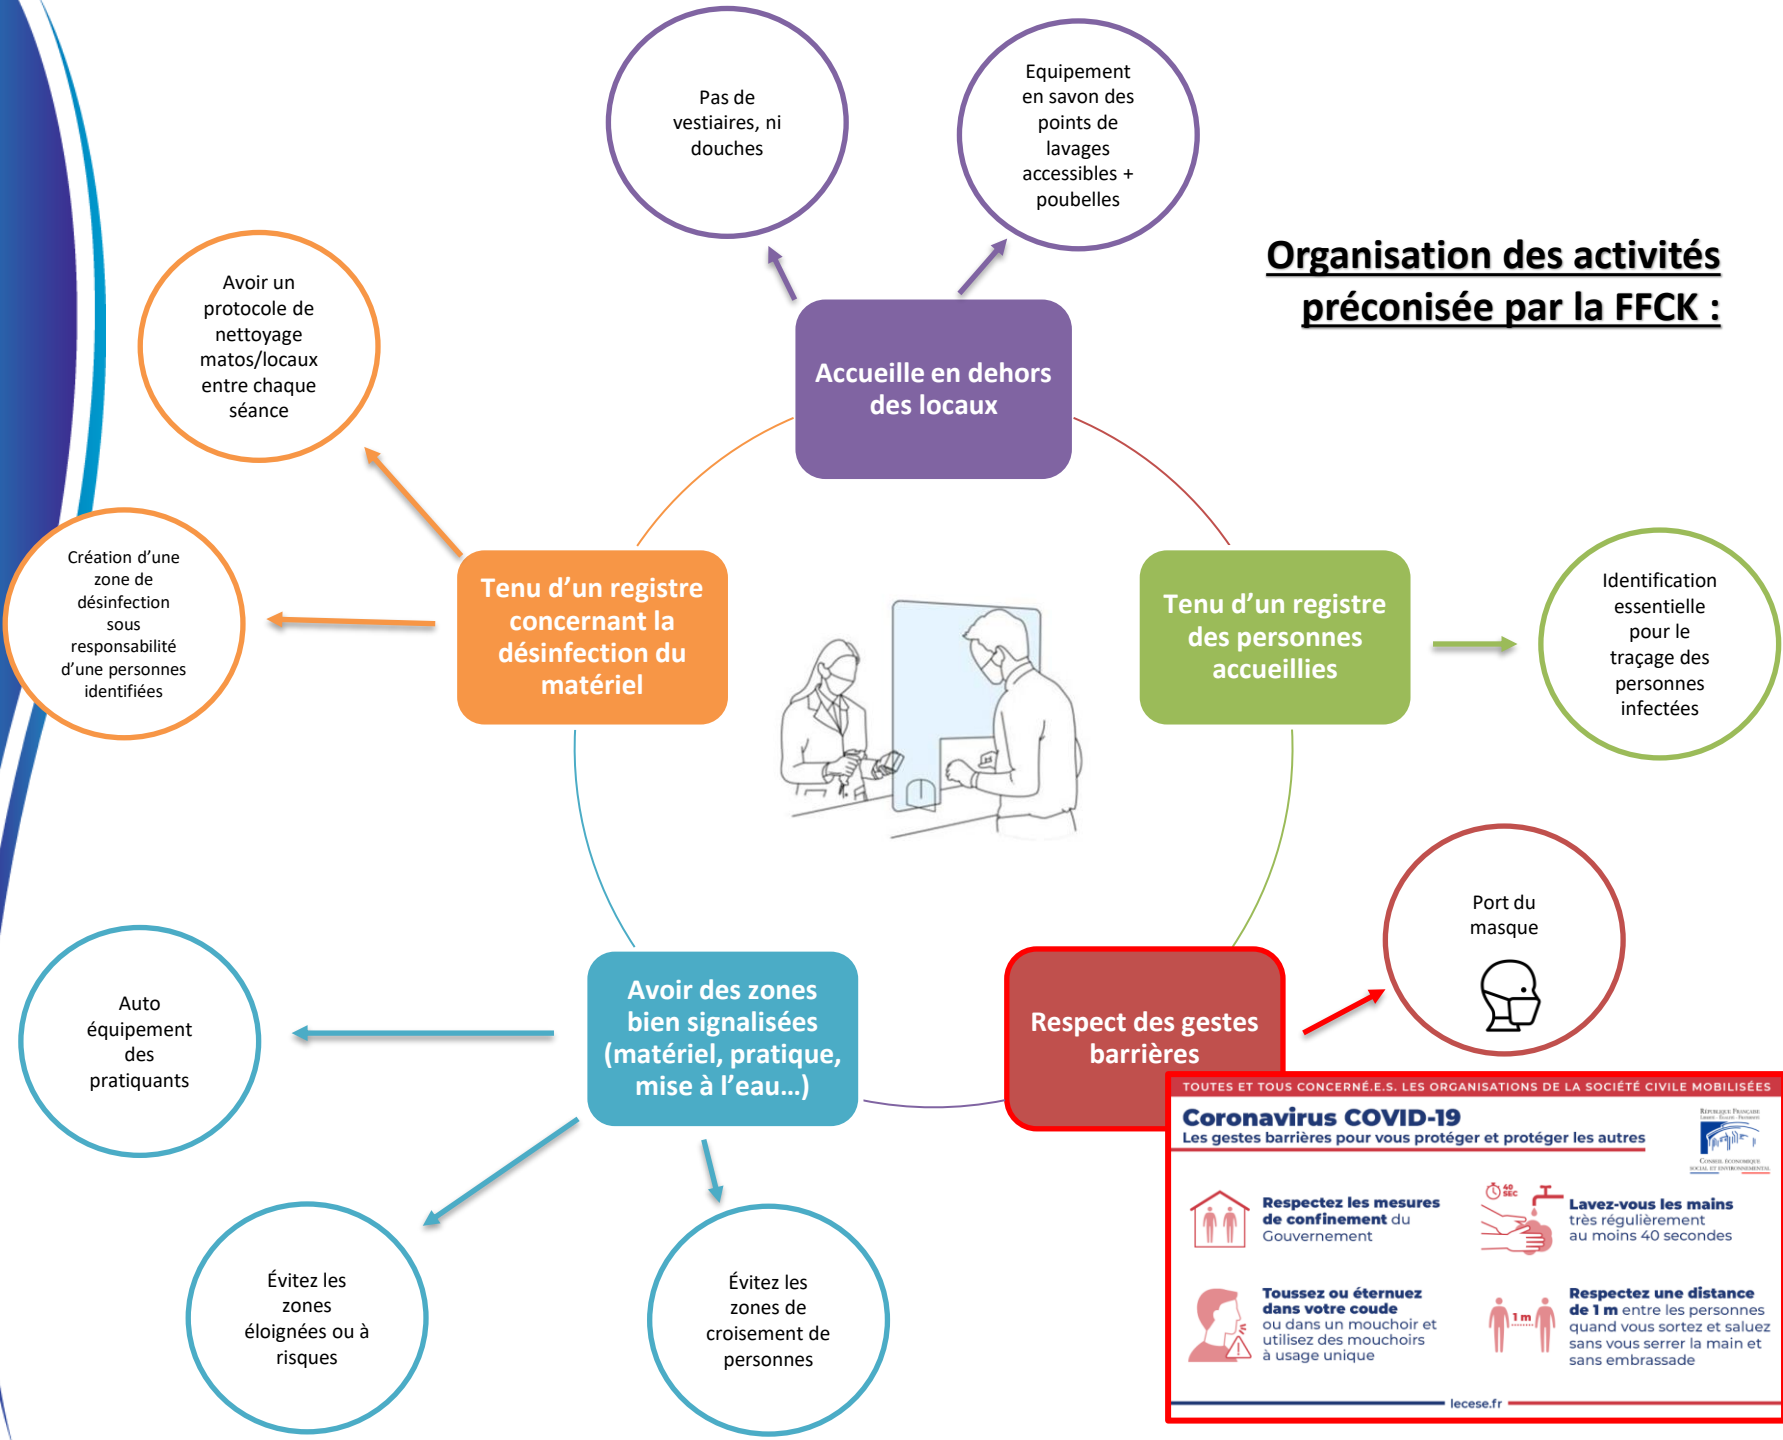 Organisation des activités
préconisée par la FFCK :
Pas de
vestiaires, ni
douches
Equipement
en savon des
points de
lavages
accessibles +
poubelles
Accueille en dehors
des locaux
Avoir un
protocole de
nettoyage
matos/locaux
entre chaque
séance
Création d’une
zone de
désinfection
sous
responsabilité
d’une personnes
identifiées
Tenu d’un registre
concernant la
désinfection du
matériel
Tenu d’un registre
des personnes
accueillies
Identification
essentielle
pour le
traçage des
personnes
infectées
Avoir des zones
bien signalisées
(matériel, pratique,
mise à l’eau…)
Auto
équipement
des
pratiquants
Évitez les
zones
éloignées ou à
risques
Évitez les
zones de
croisement de
personnes
Respect des gestes
barrières
Port du
masque
TOUTES ET TOUS CONCERNÉ.E.S. LES ORGANISATIONS DE LA SOCIÉTÉ CIVILE MOBILISÉES
Coronavirus COVID-19
Les gestes barrières pour vous protéger et protéger les autres
RÉPUBLIQUE FRANÇAISE
CONSEIL ÉCONOMIQUE
SOCIAL ET ENVIRONNEMENTAL
Respectez les mesures
de confinement du
Gouvernement
40
SEC
Lavez-vous les mains
très régulièrement
au moins 40 secondes
Toussez ou éternuez
dans votre coude
ou dans un mouchoir et
utilisez des mouchoirs
à usage unique
1 m
Respectez une distance
de 1 m entre les personnes
quand vous sortez et saluez
sans vous serrer la main et
sans embrassade
lecese.fr